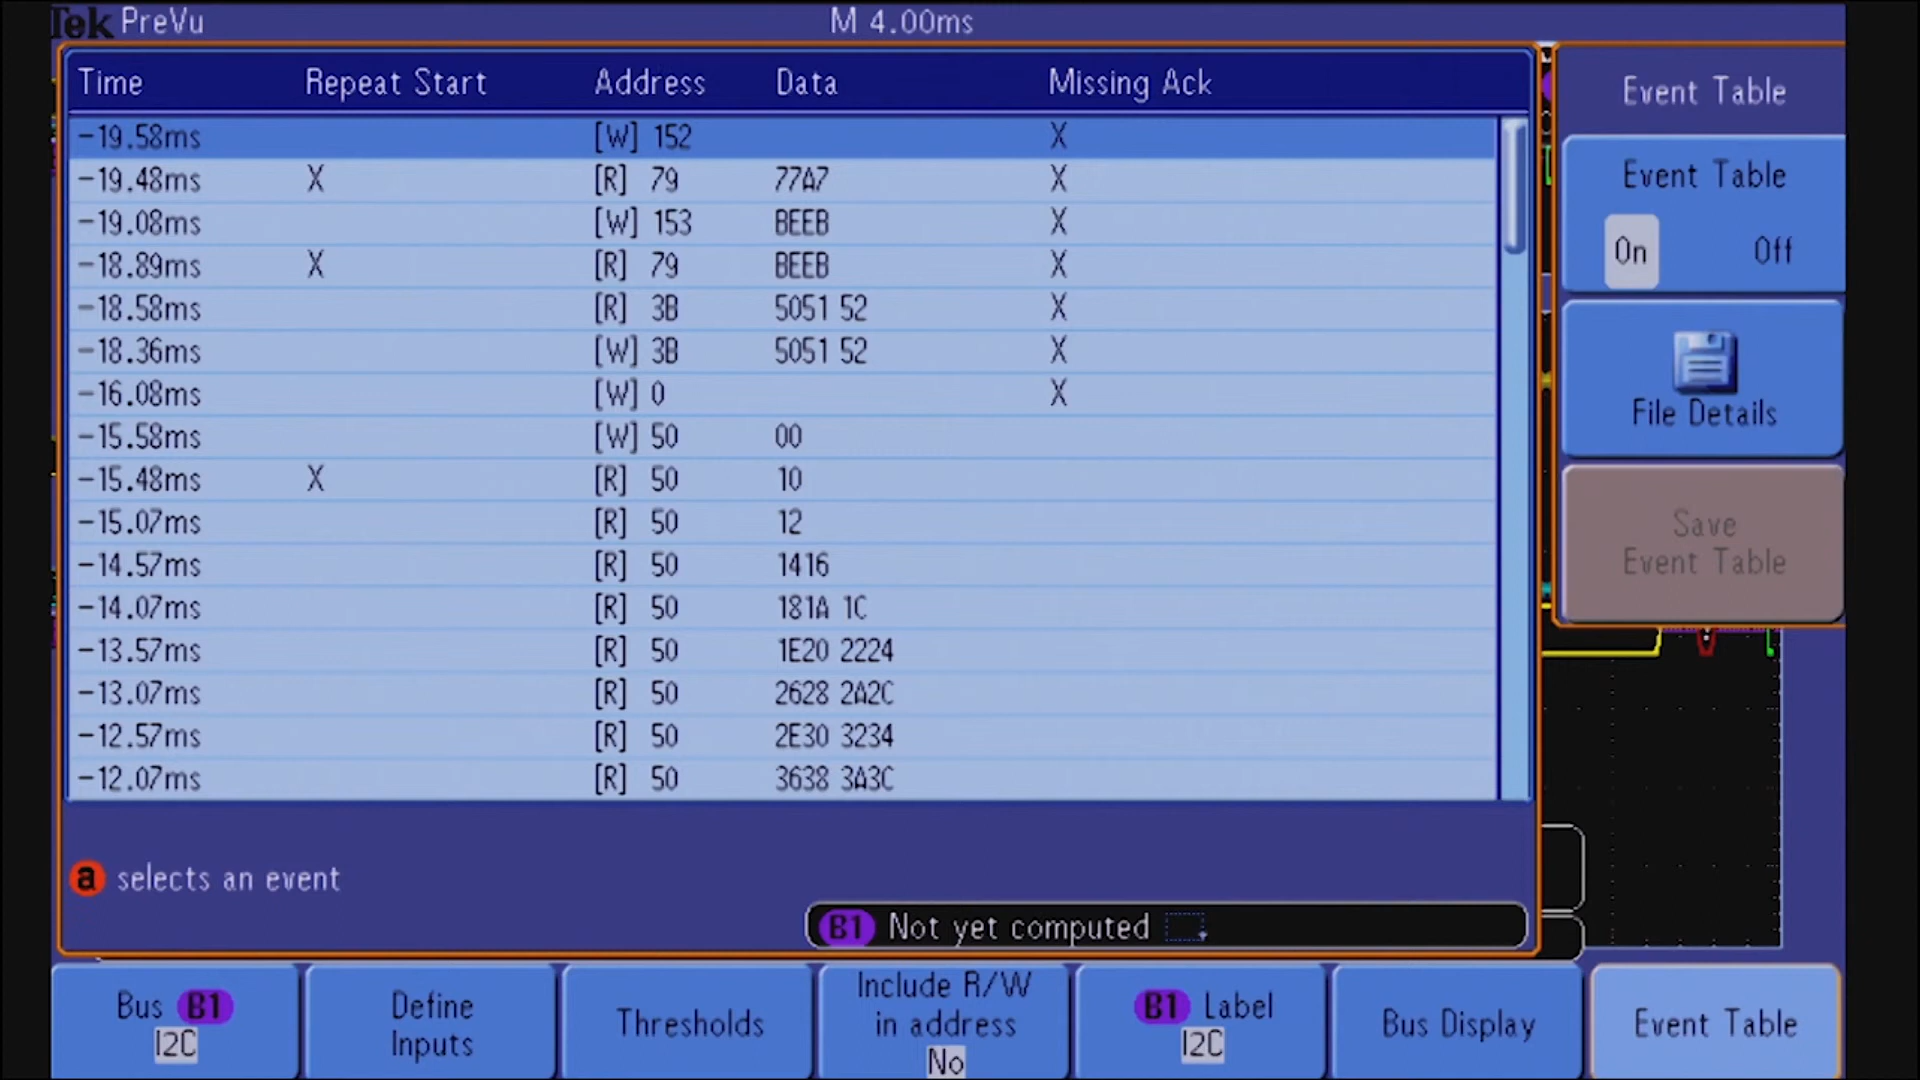 Tek PreVu M 4.00ms
Time Repeat Start Address Data Missing Ack
-19.58ms [W] 152 X
-19.48ms X [R] 79 77A7 X
-19.08ms [W] 153 BEEB X
-18.89ms X [R] 79 BEEB X
-18.58ms [R] 3B 5051 52 X
-18.36ms [W] 3B 5051 52 X
-16.08ms [W] 0 X
-15.58ms [W] 50 00
-15.48ms X [R] 50 10
-15.07ms [R] 50 12
-14.57ms [R] 50 1416
-14.07ms [R] 50 181A 1C
-13.57ms [R] 50 1E20 2224
-13.07ms [R] 50 2628 2A2C
-12.57ms [R] 50 2E30 3234
-12.07ms [R] 50 3638 3A3C
a selects an event
B1 Not yet computed
Event Table
Event Table
On Off
File Details
Save
Event Table
Bus B1
I2C
Define
Inputs
Thresholds
Include R/W
in address
No
B1 Label
I2C
Bus Display
Event Table